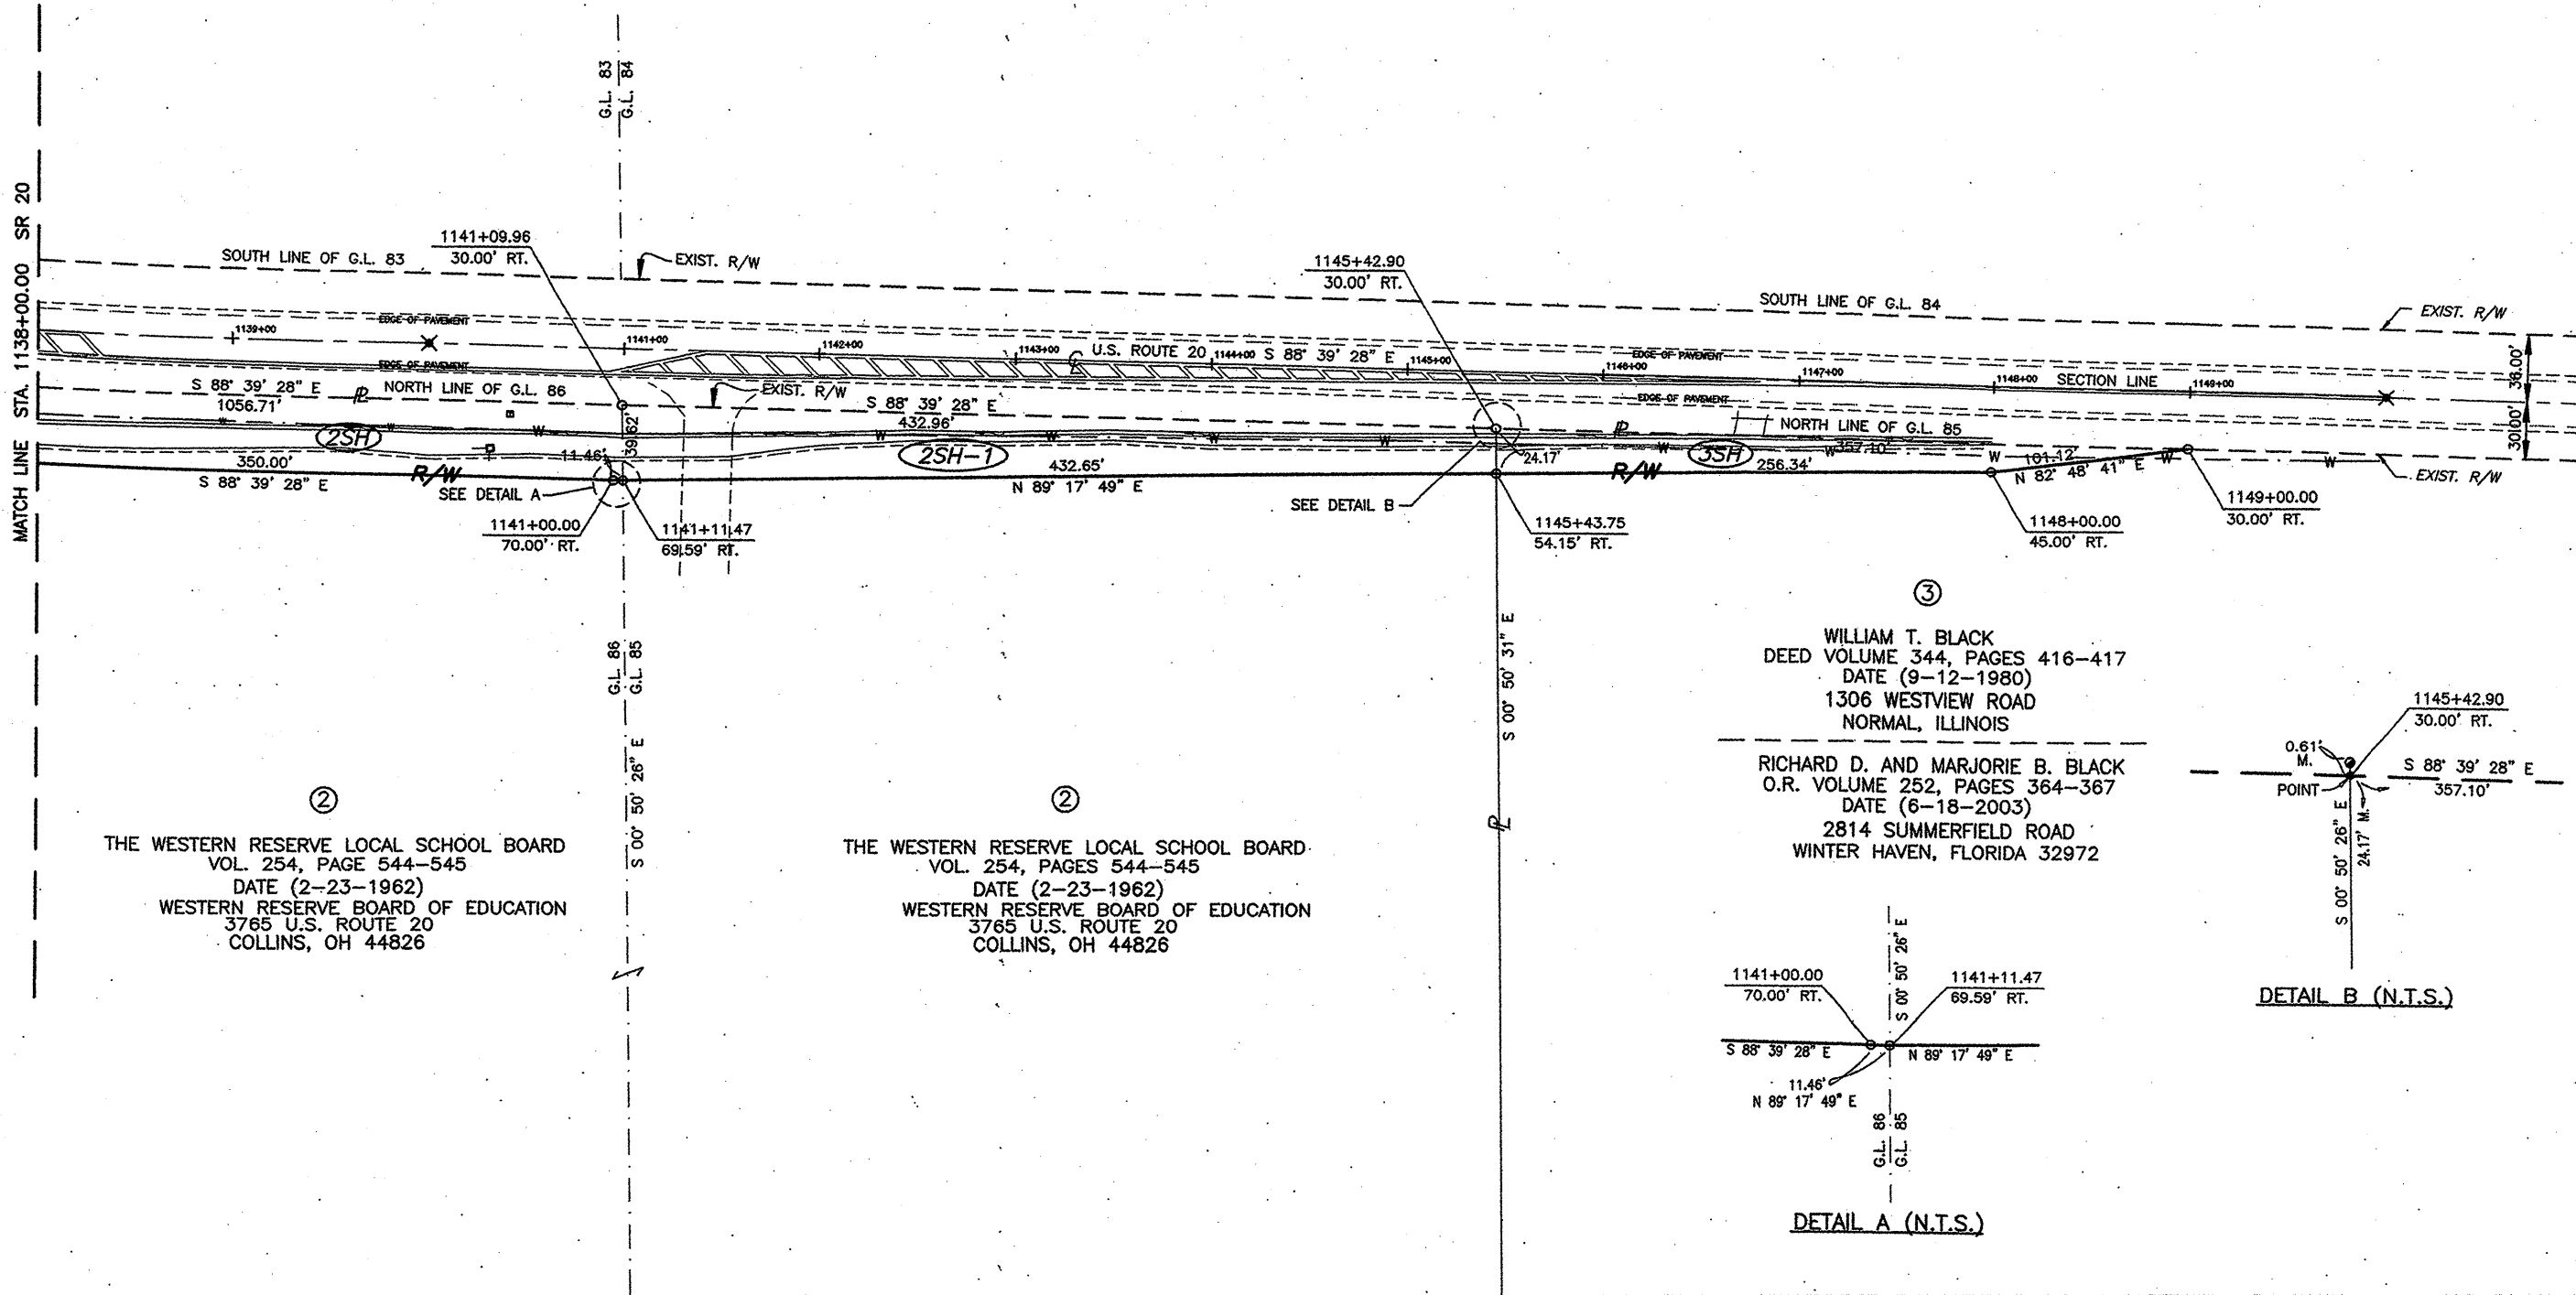 MATCH LINE STA. 1138+00.00 SR 20
G.L. 83
G.L. 84
SOUTH LINE OF G.L. 83
1141+09.96
30.00' RT.
EXIST. R/W
1145+42.90
30.00' RT.
SOUTH LINE OF G.L. 84
EXIST. R/W
EDGE OF PAVEMENT
1139+00
1141+00
1142+00
1143+00
U.S. ROUTE 20
1144+00
S 88° 39' 28" E
1145+00
EDGE OF PAVEMENT
1146+00
1147+00
1148+00
SECTION LINE
1149+00
38.00'
30.00'
EDGE OF PAVEMENT
EDGE OF PAVEMENT
S 88° 39' 28" E
1056.71'
NORTH LINE OF G.L. 86
EXIST. R/W
S 88° 39' 28" E
432.96'
NORTH LINE OF G.L. 85
2SH
39.62'
2SH-1
24.17'
3SH
357.10'
W W W W W W W W W W W W W
350.00'
S 88° 39' 28" E
R/W
11.46'
SEE DETAIL A
432.65'
N 89° 17' 49" E
SEE DETAIL B
R/W
256.34'
101.12'
N 82° 48' 41" E
EXIST. R/W
1141+00.00
70.00' RT.
1141+11.47
69.59' RT.
1145+43.75
54.15' RT.
1148+00.00
45.00' RT.
1149+00.00
30.00' RT.
G.L. 86
G.L. 85
S 00° 50' 26" E
S 00° 50' 31" E
2
THE WESTERN RESERVE LOCAL SCHOOL BOARD
VOL. 254, PAGE 544-545
DATE (2-23-1962)
WESTERN RESERVE BOARD OF EDUCATION
3765 U.S. ROUTE 20
COLLINS, OH 44826
2
THE WESTERN RESERVE LOCAL SCHOOL BOARD
VOL. 254, PAGES 544-545
DATE (2-23-1962)
WESTERN RESERVE BOARD OF EDUCATION
3765 U.S. ROUTE 20
COLLINS, OH 44826
3
WILLIAM T. BLACK
DEED VOLUME 344, PAGES 416-417
DATE (9-12-1980)
1306 WESTVIEW ROAD
NORMAL, ILLINOIS
RICHARD D. AND MARJORIE B. BLACK
O.R. VOLUME 252, PAGES 364-367
DATE (6-18-2003)
2814 SUMMERFIELD ROAD
WINTER HAVEN, FLORIDA 32972
1145+42.90
30.00' RT.
0.61'
M.
POINT
S 88° 39' 28" E
357.10'
S 00° 50' 26" E
24.17' M.
DETAIL B (N.T.S.)
S 00° 50' 26" E
1141+00.00
70.00' RT.
1141+11.47
69.59' RT.
S 88° 39' 28" E
N 89° 17' 49" E
11.46'
N 89° 17' 49" E
G.L. 86
G.L. 85
DETAIL A (N.T.S.)